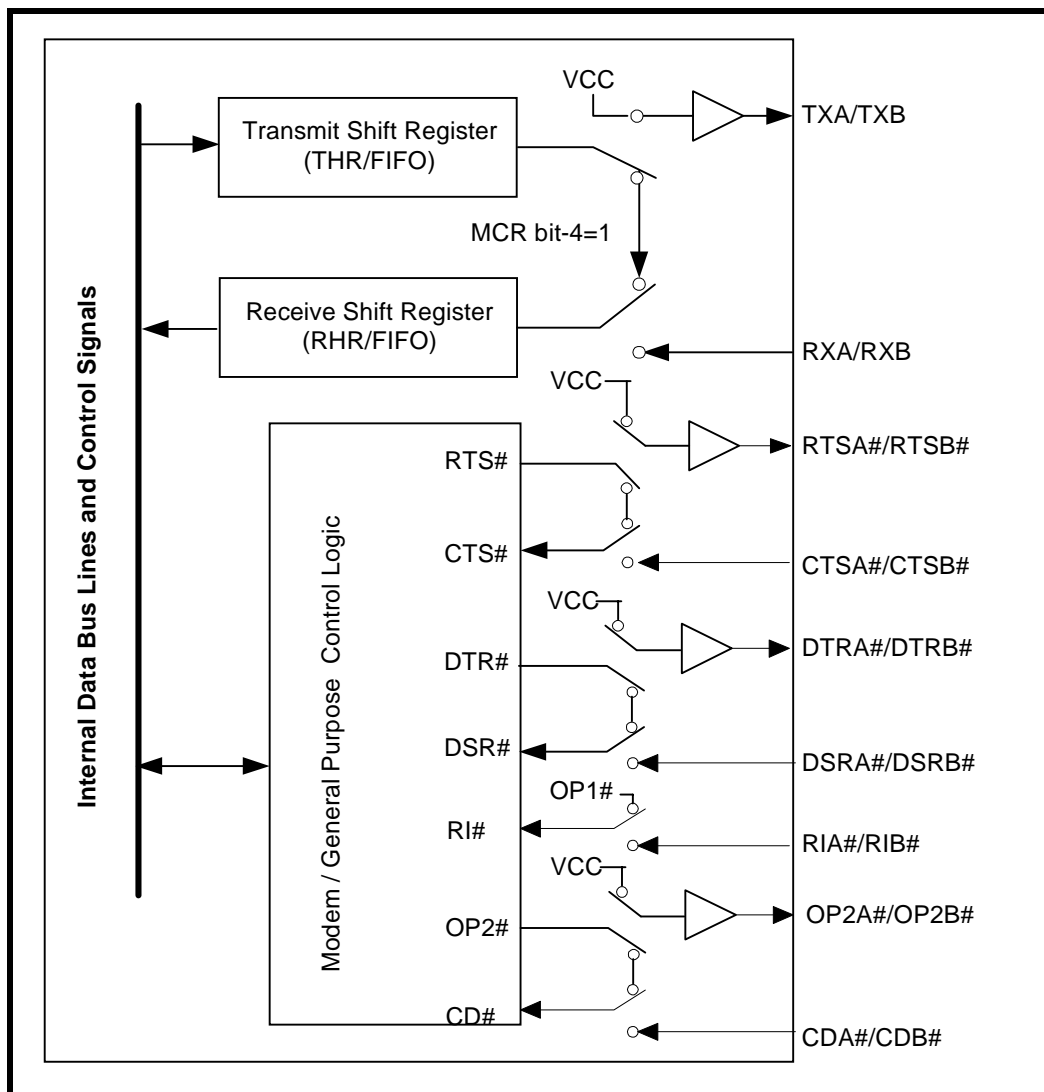 VCC
TXA/TXB
Transmit Shift Register
(THR/FIFO)
MCR bit-4=1
Receive Shift Register
(RHR/FIFO)
RXA/RXB
VCC
RTSA#/RTSB#
RTS#
CTS#
CTSA#/CTSB#
VCC
DTRA#/DTRB#
DTR#
DSR#
DSRA#/DSRB#
OP1#
RI#
RIA#/RIB#
VCC
OP2A#/OP2B#
OP2#
CD#
CDA#/CDB#
Internal Data Bus Lines and Control Signals
Modem / General Purpose Control Logic